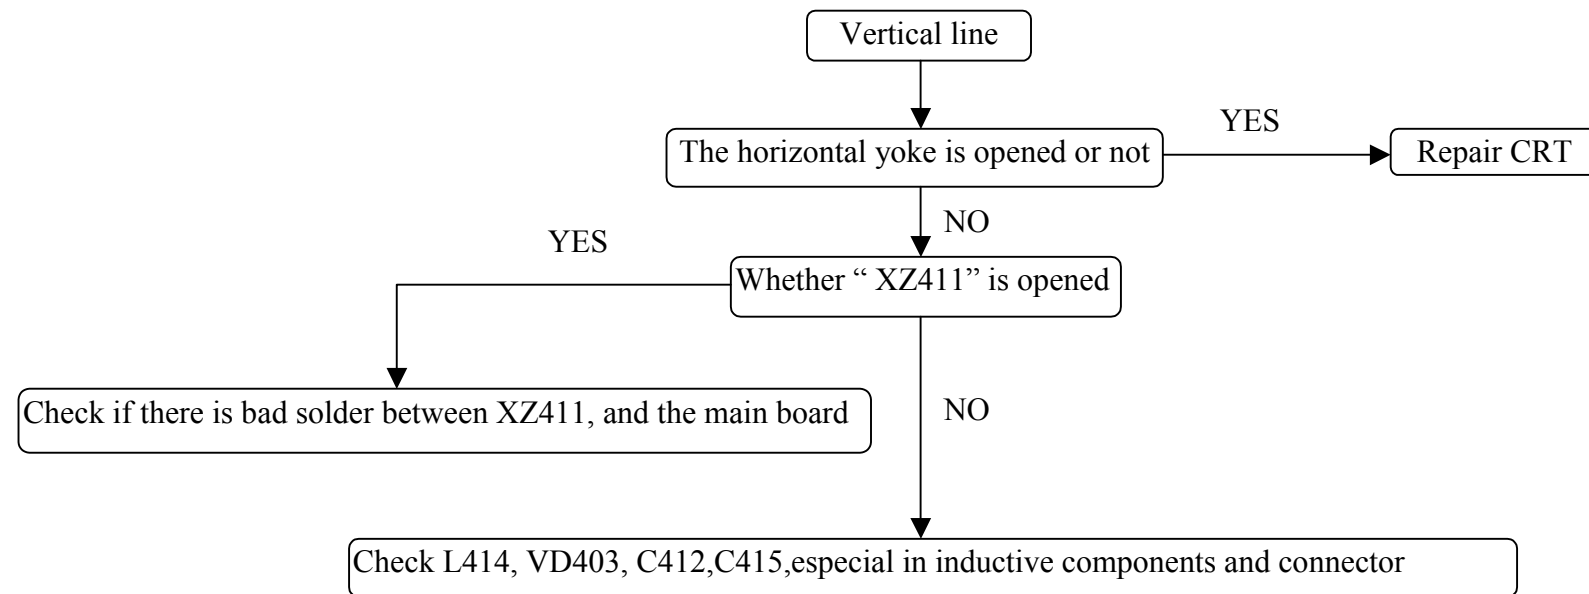 Vertical line
YES
The horizontal yoke is opened or not
Repair CRT
NO
YES
Whether “ XZ411” is opened
Check if there is bad solder between XZ411, and the main board
NO
Check L414, VD403, C412,C415,especial in inductive components and connector